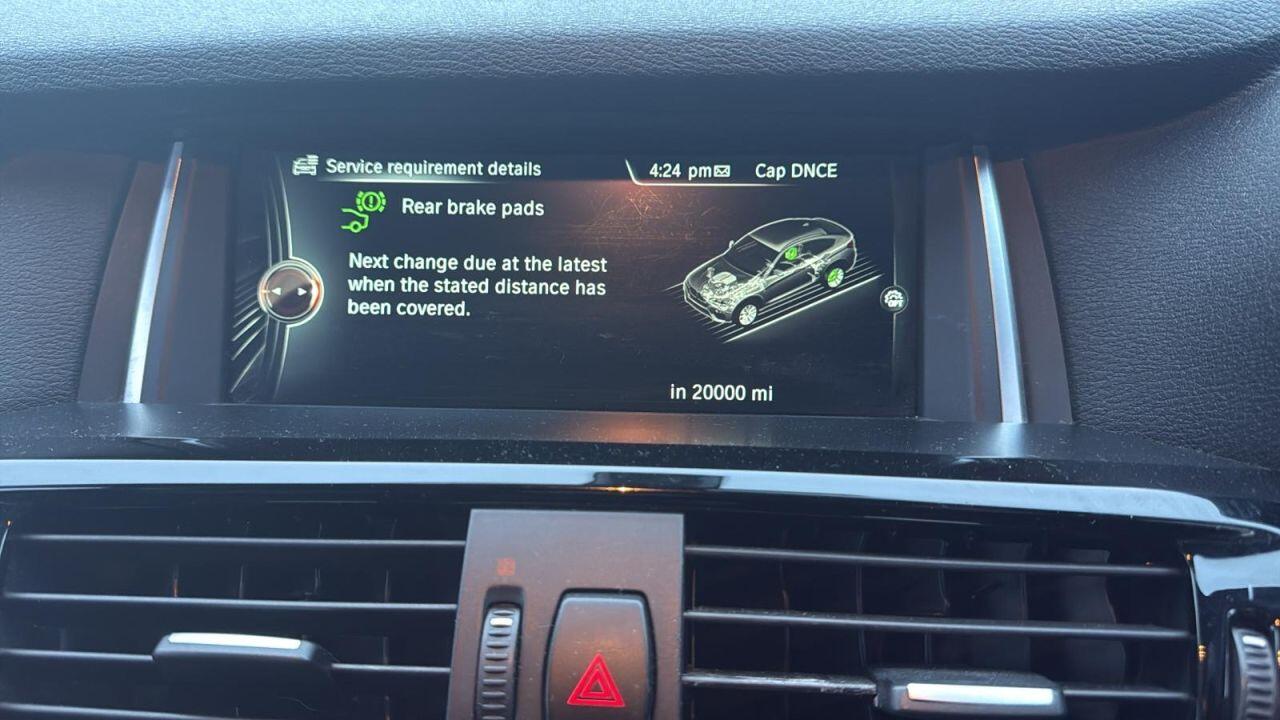 Service requirement details
4:24 pm
Cap DNCE
Rear brake pads
Next change due at the latest
when the stated distance has
been covered.
OPT
in 20000 mi